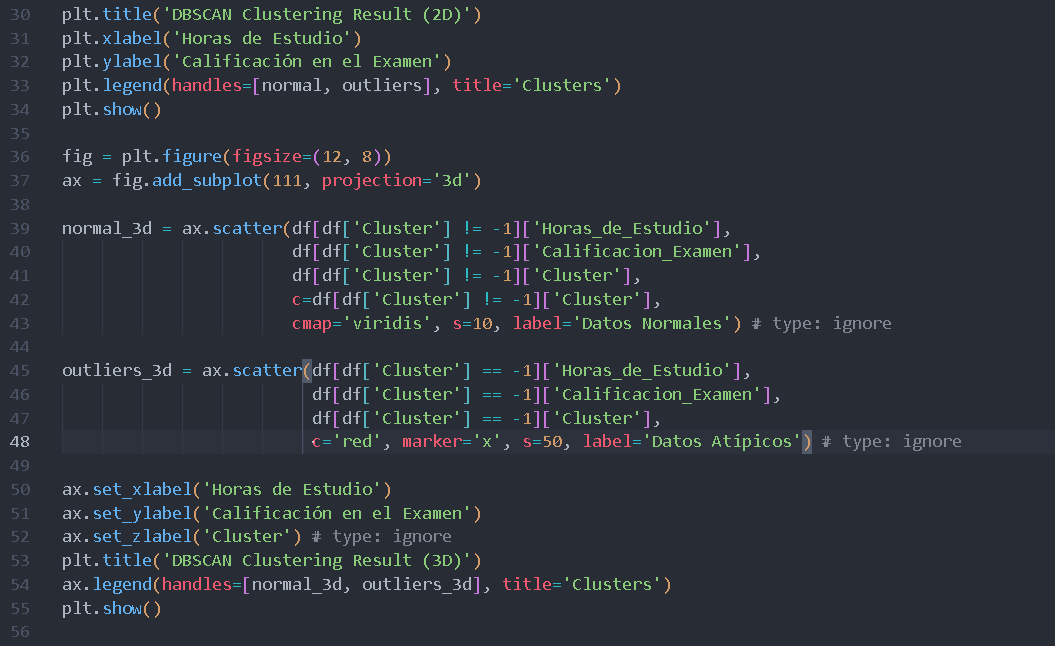 30 plt.title('DBSCAN Clustering Result (2D)')
31 plt.xlabel('Horas de Estudio')
32 plt.ylabel('Calificación en el Examen')
33 plt.legend(handles=[normal, outliers], title='Clusters')
34 plt.show()
35
36 fig = plt.figure(figsize=(12, 8))
37 ax = fig.add_subplot(111, projection='3d')
38
39 normal_3d = ax.scatter(df[df['Cluster'] != -1]['Horas_de_Estudio'],
40 df[df['Cluster'] != -1]['Calificacion_Examen'],
41 df[df['Cluster'] != -1]['Cluster'],
42 c=df[df['Cluster'] != -1]['Cluster'],
43 cmap='viridis', s=10, label='Datos Normales') # type: ignore
44
45 outliers_3d = ax.scatter(df[df['Cluster'] == -1]['Horas_de_Estudio'],
46 df[df['Cluster'] == -1]['Calificacion_Examen'],
47 df[df['Cluster'] == -1]['Cluster'],
48 c='red', marker='x', s=50, label='Datos Atípicos') # type: ignore
49
50 ax.set_xlabel('Horas de Estudio')
51 ax.set_ylabel('Calificación en el Examen')
52 ax.set_zlabel('Cluster') # type: ignore
53 plt.title('DBSCAN Clustering Result (3D)')
54 ax.legend(handles=[normal_3d, outliers_3d], title='Clusters')
55 plt.show()
56